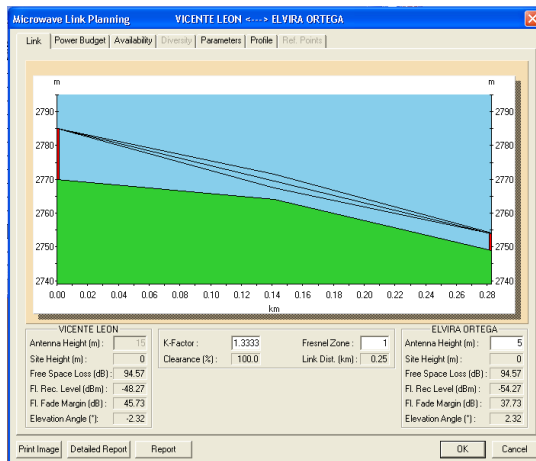 Microwave Link Planning VICENTE LEON <---> ELVIRA ORTEGA
Link Power Budget Availability Diversity Parameters Profile Ref. Points
m m
2790 2790
2780 2780
2770 2770
2760 2760
2750 2750
2740 2740
0.00 0.02 0.04 0.06 0.08 0.10 0.12 0.14 0.16 0.18 0.20 0.22 0.24 0.26 0.28
km
VICENTE LEON
Antenna Height (m) : 15
Site Height (m) : 0
Free Space Loss (dB) : 94.57
Fl. Rec. Level (dBm) : -48.27
Fl. Fade Margin (dB) : 45.73
Elevation Angle (°): -2.32
K-Factor : 1.3333 Fresnel Zone : 1
Clearance (%) : 100.0 Link Dist. (km) : 0.25
ELVIRA ORTEGA
Antenna Height (m) : 5
Site Height (m) : 0
Free Space Loss (dB) : 94.57
Fl. Rec. Level (dBm) : -54.27
Fl. Fade Margin (dB) : 37.73
Elevation Angle (°) : 2.32
Print Image Detailed Report Report OK Cancel